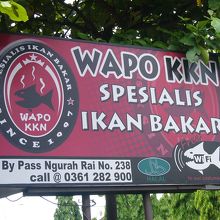 SPESIALIS IKAN BAKAR
WAPO
KKN
SINCE 1997
WAPO KKN
SPESIALIS
IKAN BAKAR
By Pass Ngurah Rai No. 238
call @ 0361 282 900
WiFi